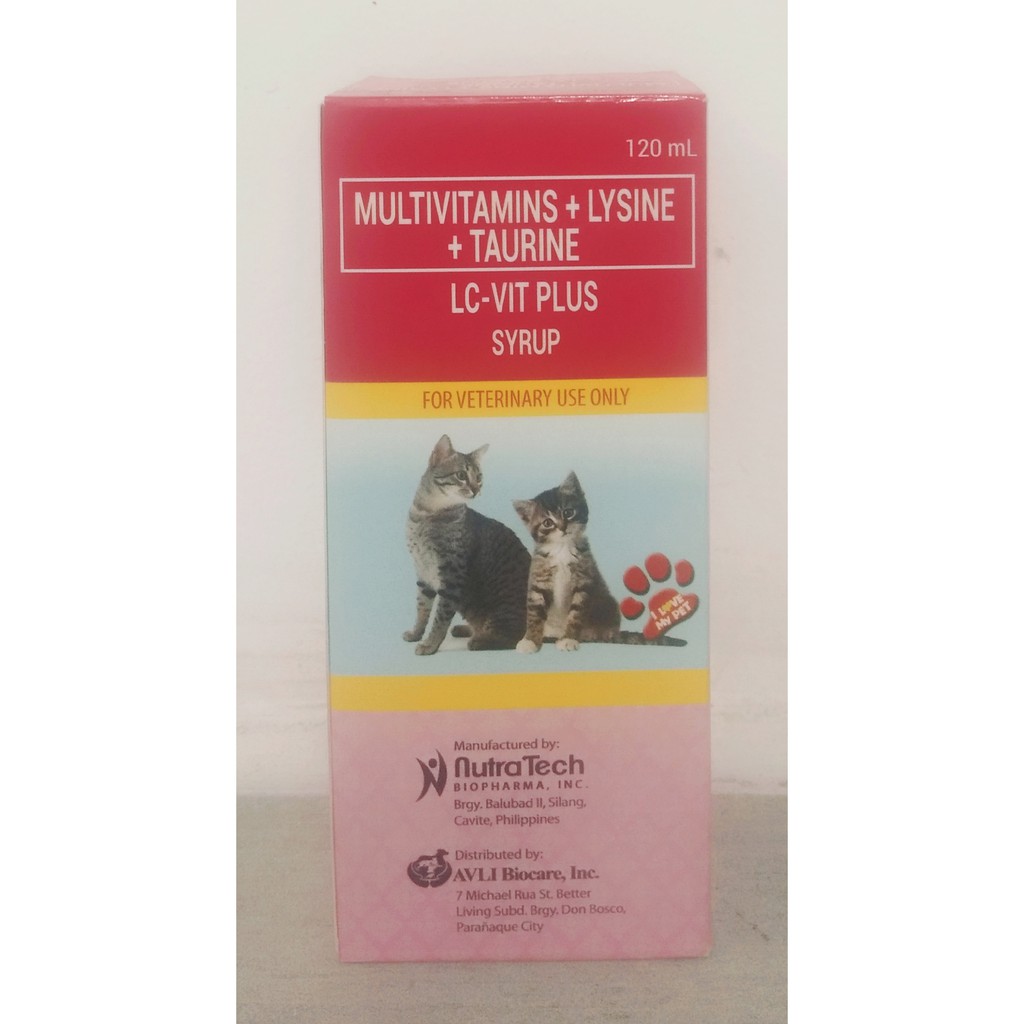 120 mL
MULTIVITAMINS + LYSINE
+ TAURINE
LC-VIT PLUS
SYRUP
FOR VETERINARY USE ONLY
I LOVE
MY PET
Manufactured by:
NutraTech
BIOPHARMA, INC.
Brgy. Balubad II, Silang,
Cavite, Philippines
Distributed by:
AVLI Biocare, Inc.
7 Michael Rua St. Better
Living Subd. Brgy. Don Bosco,
Parañaque City